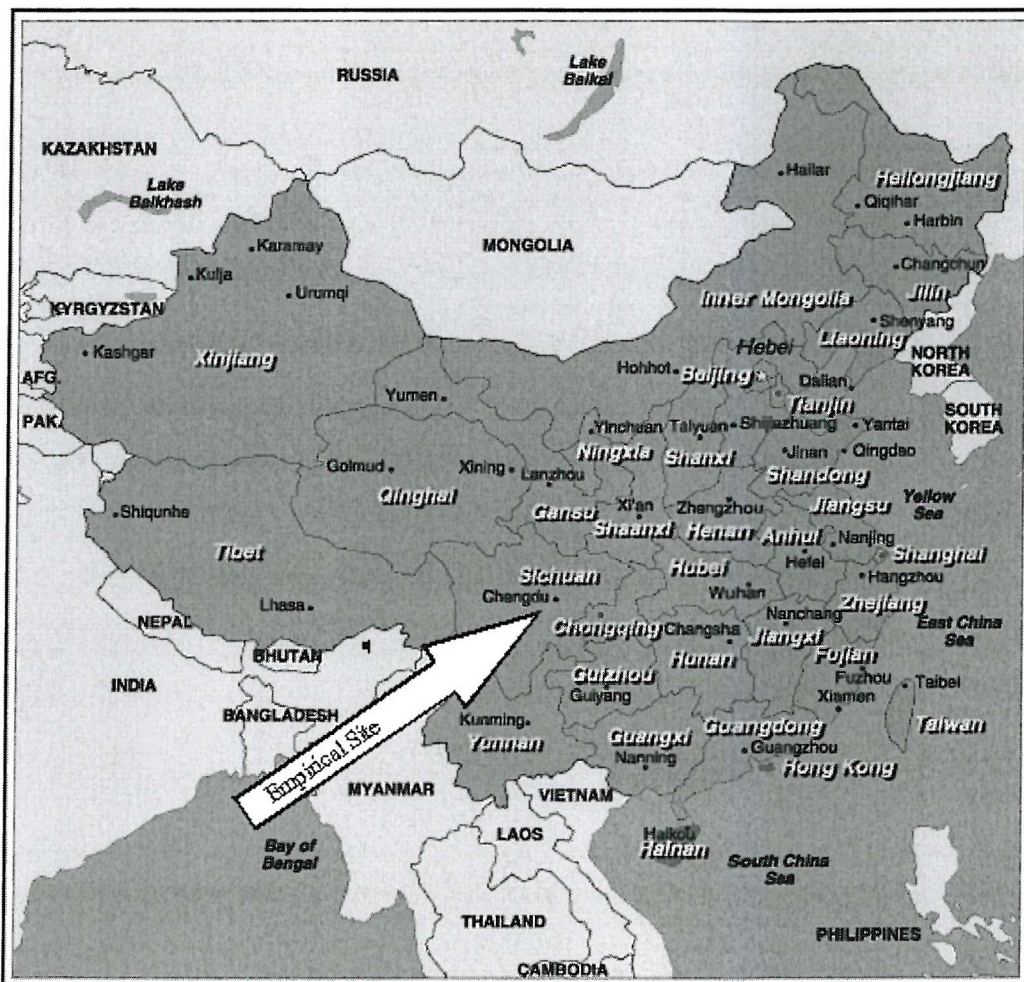 RUSSIA
Lake
Baikal
KAZAKHSTAN
Lake
Balkhash
Hailar
Heilongjiang
Qiqihar
Harbin
Karamay
MONGOLIA
Kulja
Changchun
Urumqi
Inner Mongolia
Jilin
KYRGYZSTAN
Shenyang
Liaoning
Kashgar
Xinjiang
Hebei
NORTH
KOREA
Hohhot
Beijing
Dalian
AFG.
Yumen
Tianjin
SOUTH
KOREA
PAK.
Yinchuan
Taiyuan
Shijiazhuang
Yantai
Ningxia
Shanxi
Jinan
Qingdao
Golmud
Xining
Lanzhou
Shandong
Qinghai
Yellow
Sea
Shiqunhe
Gansu
Xi'an
Zhengzhou
Jiangsu
Shaanxi
Henan
Anhui
Nanjing
Tibet
Hefei
Shanghai
Sichuan
Hubei
Hangzhou
Lhasa
Chengdu
Wuhan
Zhejiang
NEPAL
Chongqing
Changsha
Nanchang
East China
Sea
Jiangxi
BHUTAN
Hunan
Fujian
INDIA
Guizhou
Fuzhou
Guiyang
Xiamen
Taibei
BANGLADESH
Kunming
Guangdong
Taiwan
Yunnan
Guangxi
Guangzhou
Nanning
Hong Kong
Empirical Site
MYANMAR
VIETNAM
LAOS
Haikou
Hainan
Bay of
Bengal
South China
Sea
THAILAND
PHILIPPINES
CAMBODIA